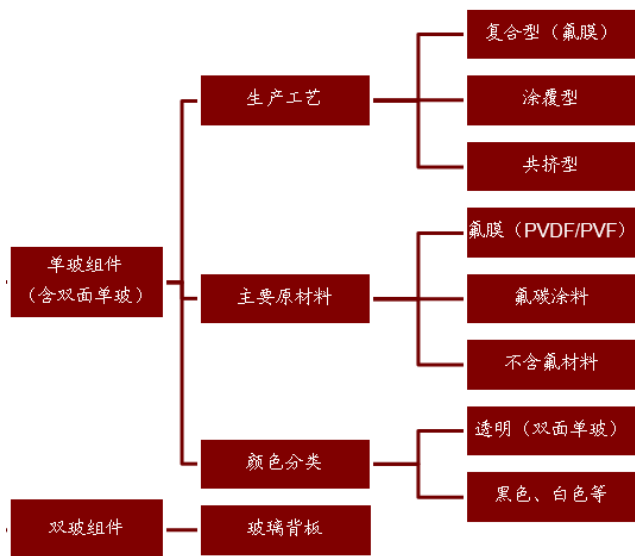 复合型（氟膜）
生产工艺
涂覆型
共挤型
氟膜（PVDF/PVF）
单玻组件
（含双面单玻）
主要原材料
氟碳涂料
不含氟材料
透明（双面单玻）
颜色分类
黑色、白色等
双玻组件
玻璃背板